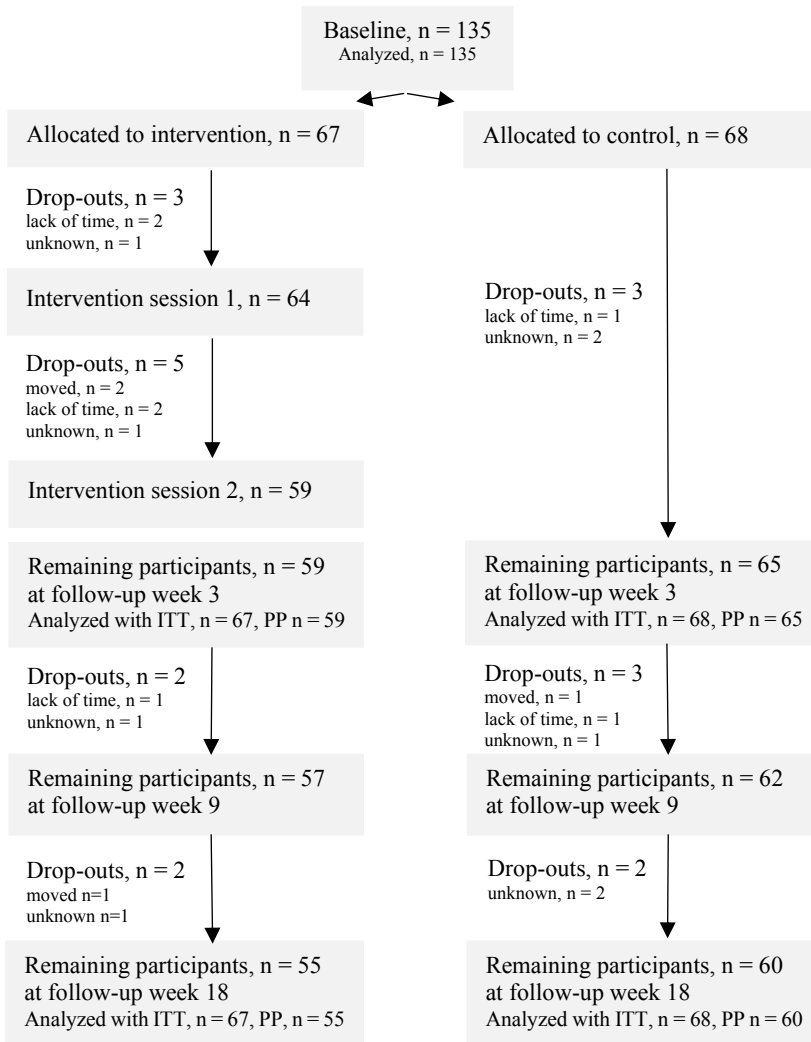 Baseline, n = 135
Analyzed, n = 135
Allocated to intervention, n = 67
Drop-outs, n = 3
lack of time, n = 2
unknown, n = 1
Intervention session 1, n = 64
Drop-outs, n = 5
moved, n = 2
lack of time, n = 2
unknown, n = 1
Intervention session 2, n = 59
Remaining participants, n = 59
at follow-up week 3
Analyzed with ITT, n = 67, PP n = 59
Drop-outs, n = 2
lack of time, n = 1
unknown, n = 1
Remaining participants, n = 57
at follow-up week 9
Drop-outs, n = 2
moved n=1
unknown n=1
Remaining participants, n = 55
at follow-up week 18
Analyzed with ITT, n = 67, PP, n = 55
Allocated to control, n = 68
Drop-outs, n = 3
lack of time, n = 1
unknown, n = 2
Remaining participants, n = 65
at follow-up week 3
Analyzed with ITT, n = 68, PP n = 65
Drop-outs, n = 3
moved, n = 1
lack of time, n = 1
unknown, n = 1
Remaining participants, n = 62
at follow-up week 9
Drop-outs, n = 2
unknown, n = 2
Remaining participants, n = 60
at follow-up week 18
Analyzed with ITT, n = 68, PP n = 60